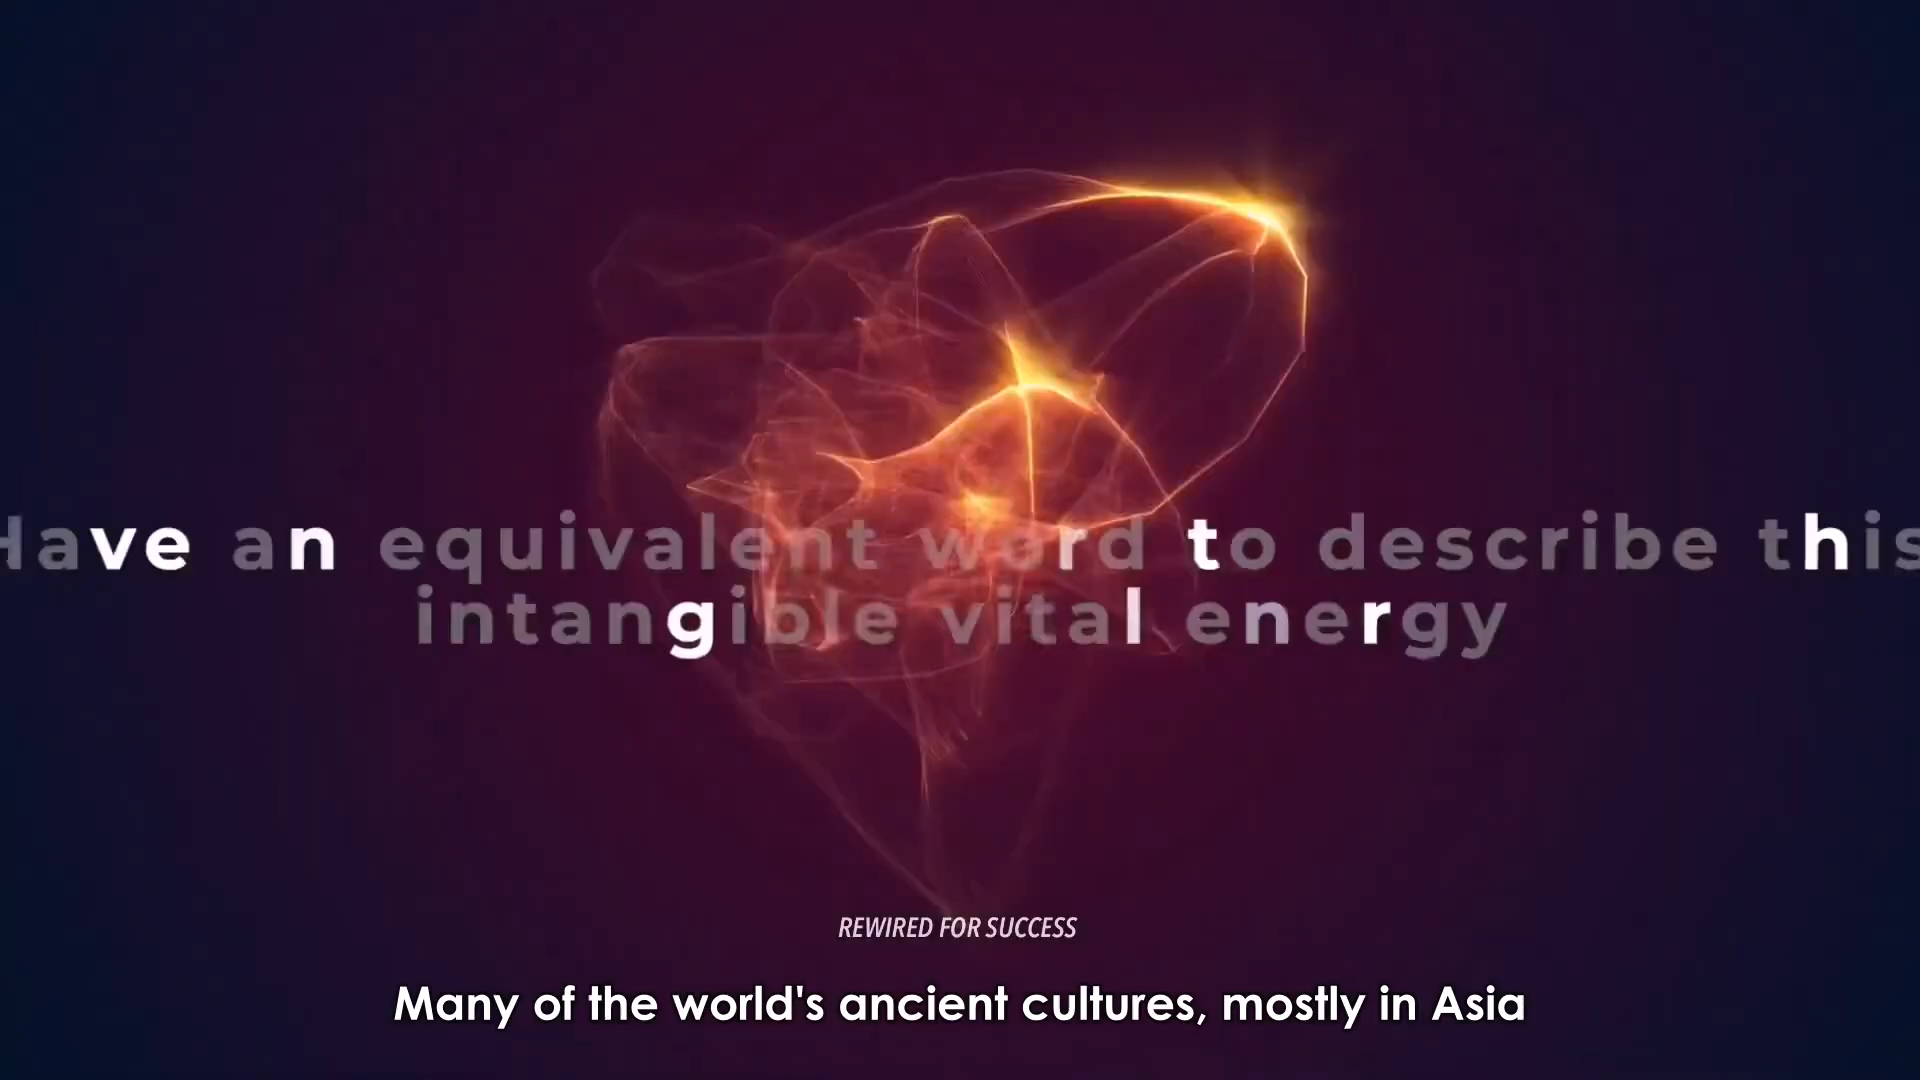 Have an equivalent word to describe this
intangible vital energy
REWIRED FOR SUCCESS
Many of the world's ancient cultures, mostly in Asia